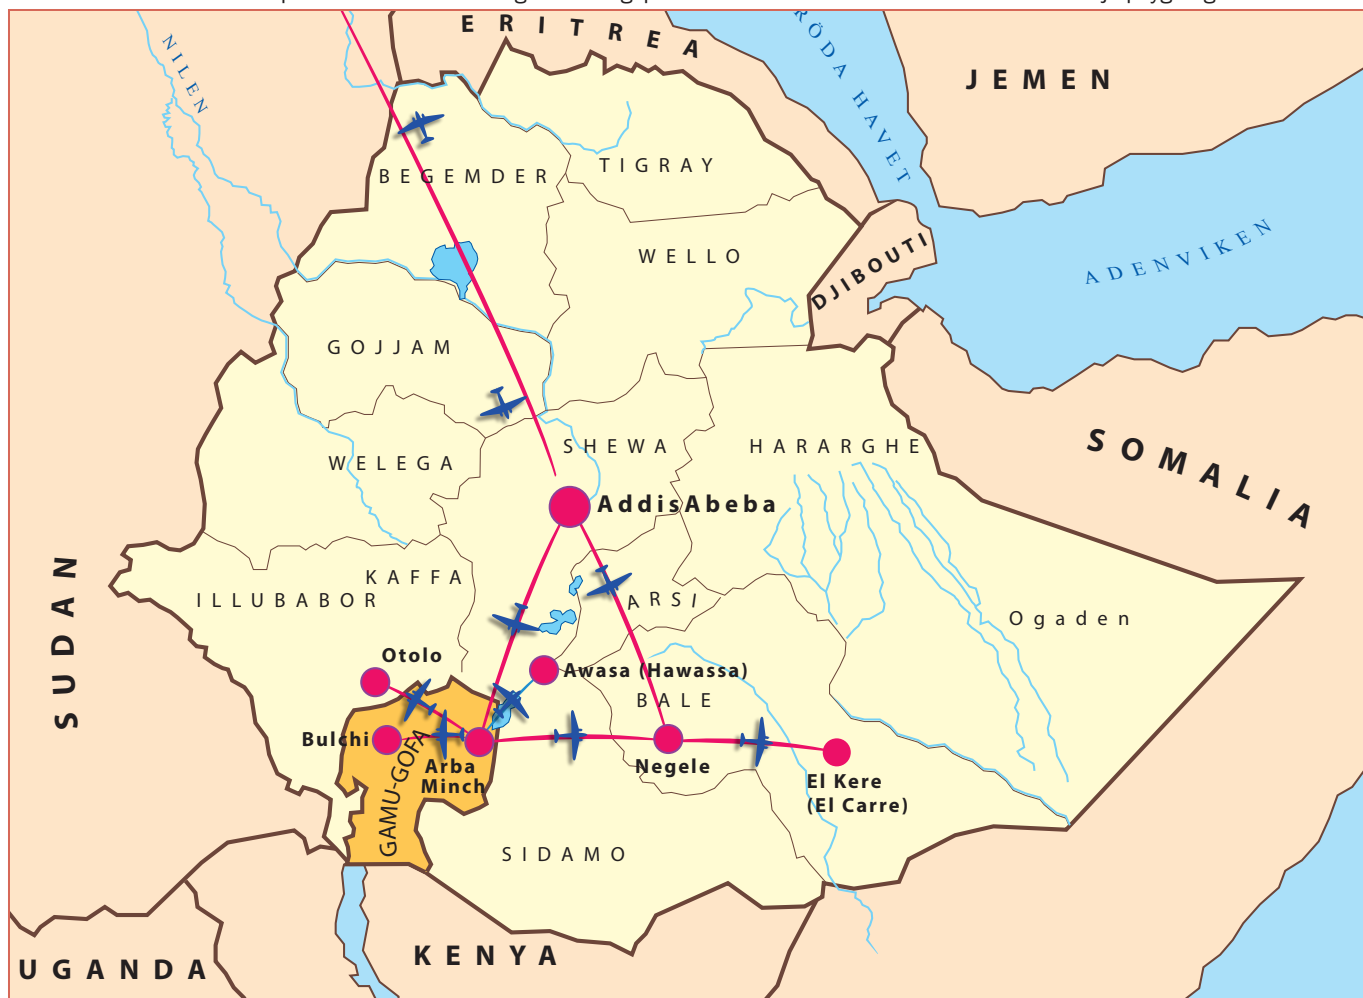 ERITREA
RÖDA HAVET
JEMEN
NILEN
TIGRAY
BEGEMDER
WELLO
DJIBOUTI
ADENVIKEN
GOJJAM
SHEWA
HARARGHE
SOMALIA
WELEGA
AddisAbeba
SUDAN
KAFFA
ILLUBABOR
ARSI
Ogaden
Otolo
Awasa (Hawassa)
BALE
Bulchi
GAMU-GOFA
Arba
Minch
Negele
El Kere
(El Carre)
SIDAMO
KENYA
UGANDA